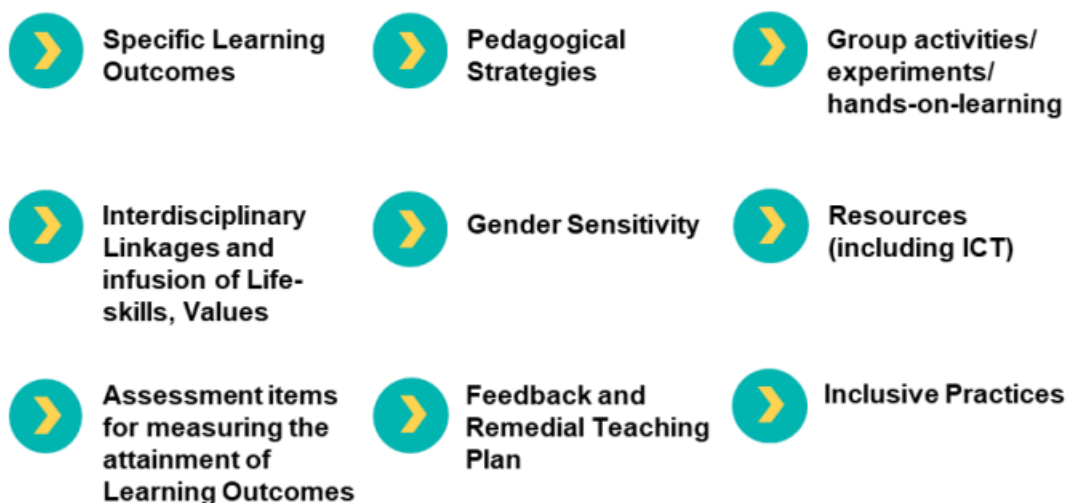 Specific Learning
Outcomes
Pedagogical
Strategies
Group activities/
experiments/
hands-on-learning
Interdisciplinary
Linkages and
infusion of Life-
skills, Values
Gender Sensitivity
Resources
(including ICT)
Assessment items
for measuring the
attainment of
Learning Outcomes
Feedback and
Remedial Teaching
Plan
Inclusive Practices